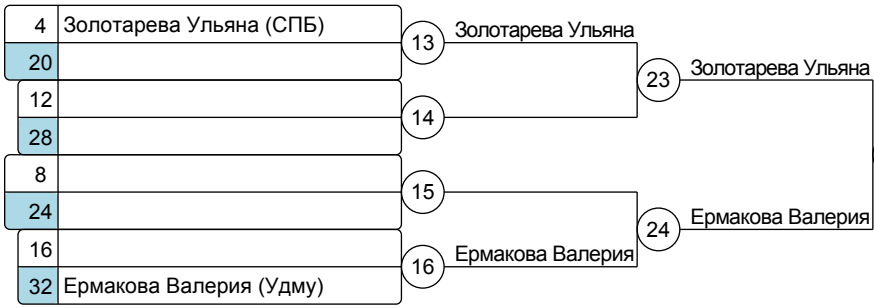 4 Золотарева Ульяна (СПБ)
20
13 Золотарева Ульяна
12
28
14
23 Золотарева Ульяна
8
24
15
16
32 Ермакова Валерия (Удму)
16 Ермакова Валерия
24 Ермакова Валерия